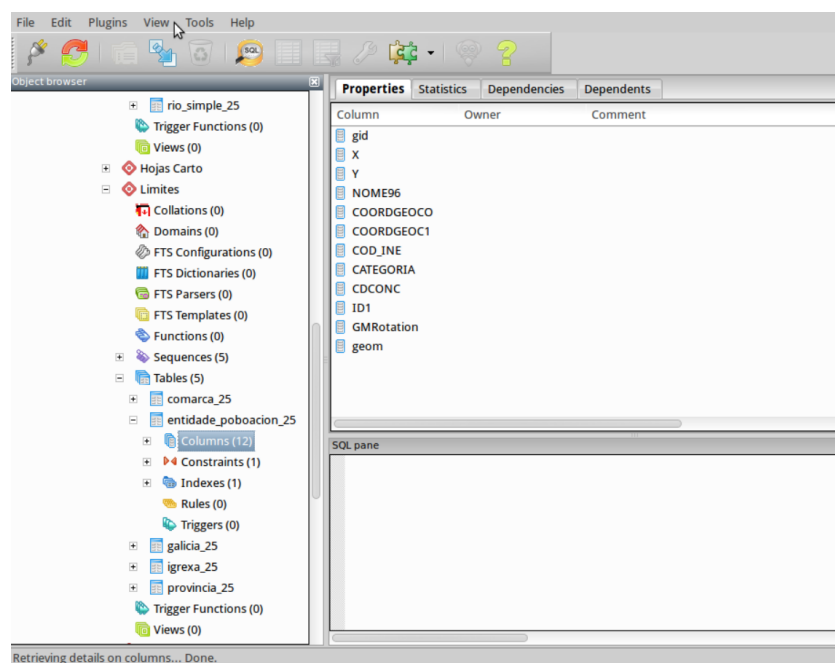 File Edit Plugins View Tools Help
Object browser
rio_simple_25
Trigger Functions (0)
Views (0)
Hojas Carto
Limites
Collations (0)
Domains (0)
FTS Configurations (0)
FTS Dictionaries (0)
FTS Parsers (0)
FTS Templates (0)
Functions (0)
Sequences (5)
Tables (5)
comarca_25
entidade_poboacion_25
Columns (12)
Constraints (1)
Indexes (1)
Rules (0)
Triggers (0)
galicia_25
igrexa_25
provincia_25
Trigger Functions (0)
Views (0)
Properties Statistics Dependencies Dependents
Column Owner Comment
gid
X
Y
NOME96
COORDGEOCO
COORDGEOC1
COD_INE
CATEGORIA
CDCONC
ID1
GMRotation
geom
SQL pane
Retrieving details on columns... Done.
SQL